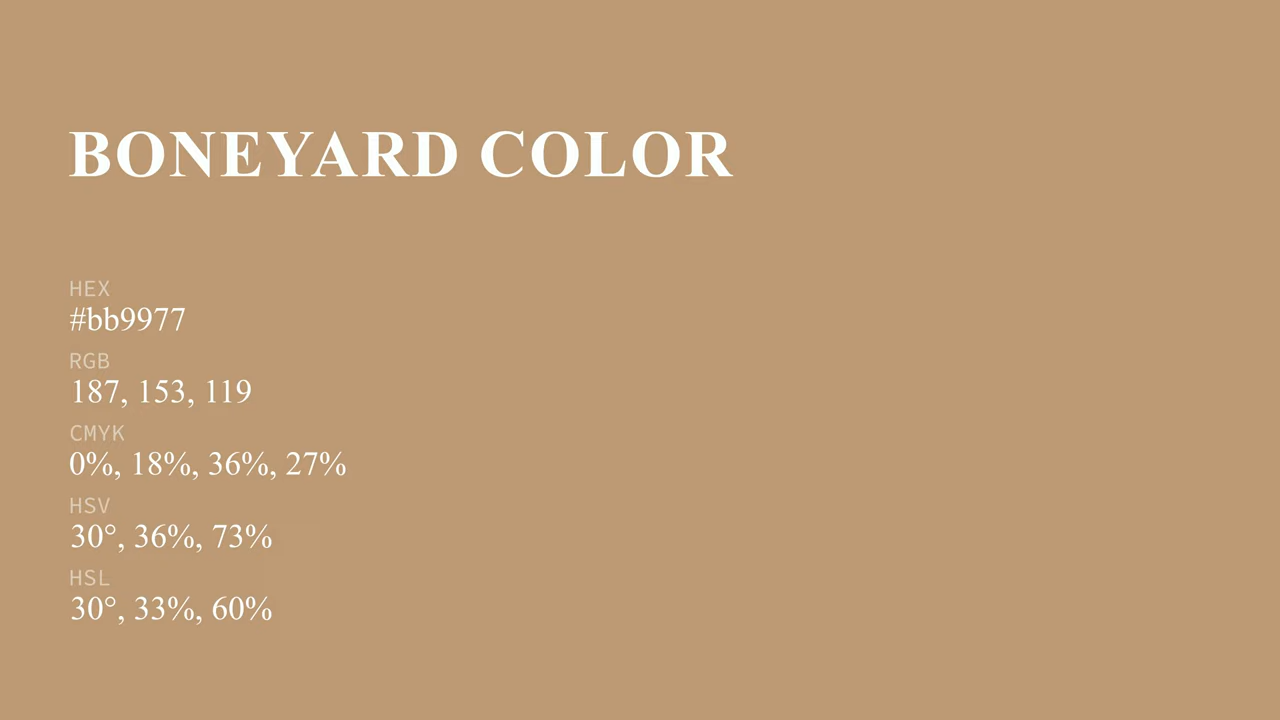 BONEYARD COLOR
HEX
#bb9977
RGB
187, 153, 119
CMYK
0%, 18%, 36%, 27%
HSV
30°, 36%, 73%
HSL
30°, 33%, 60%